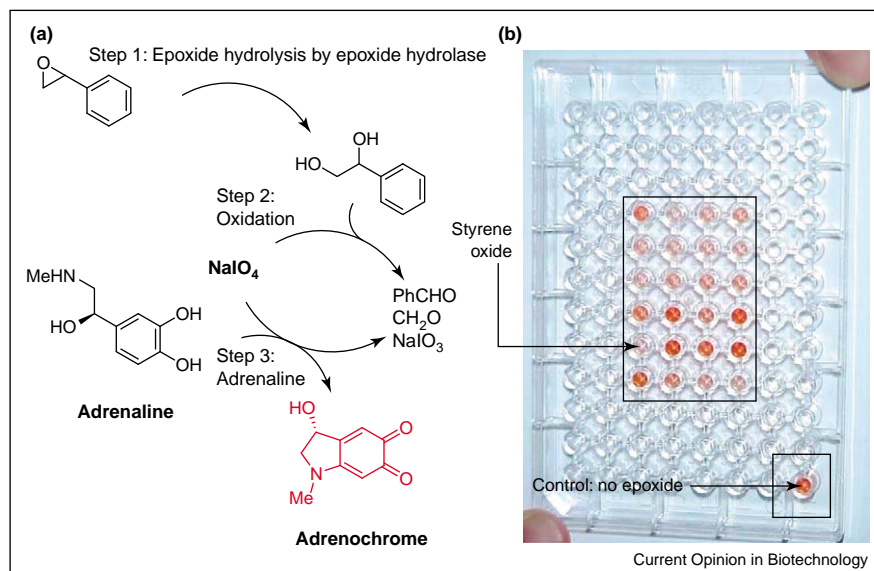 (a)
Step 1: Epoxide hydrolysis by epoxide hydrolase
O
OH
HO
Step 2:
Oxidation
NaIO4
PhCHO
CH2O
NaIO3
MeHN
HO
OH
OH
Step 3:
Adrenaline
Adrenaline
HO
O
O
N
Me
Adrenochrome
(b)
Styrene
oxide
Control: no epoxide
Current Opinion in Biotechnology